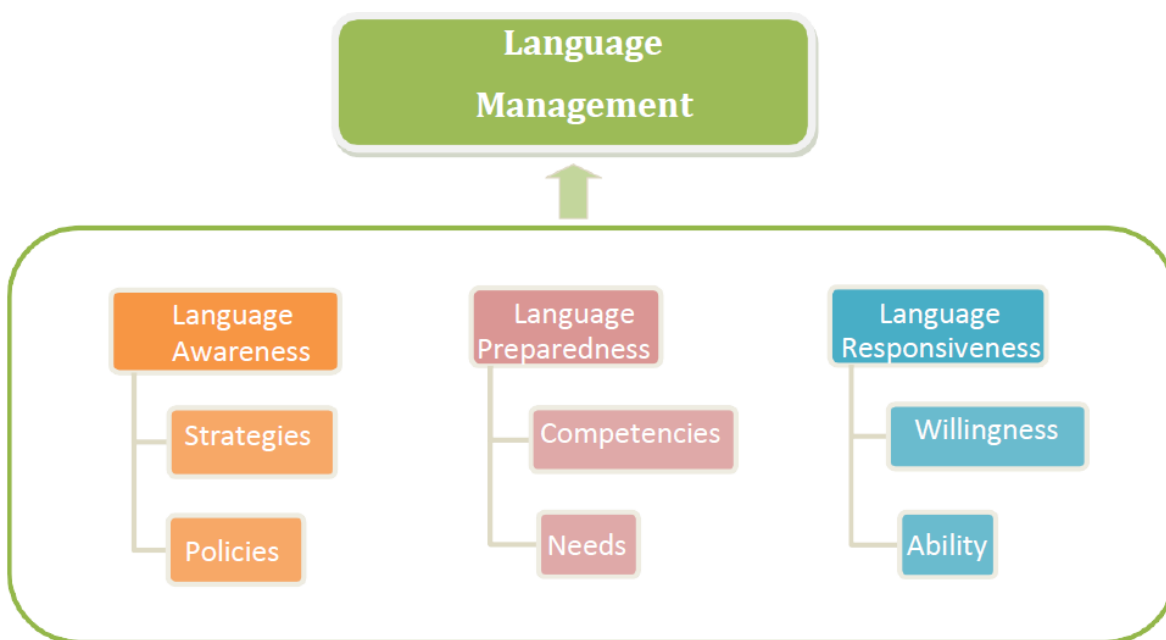 Language
Management
Language
Awareness
Strategies
Policies
Language
Preparedness
Competencies
Needs
Language
Responsiveness
Willingness
Ability